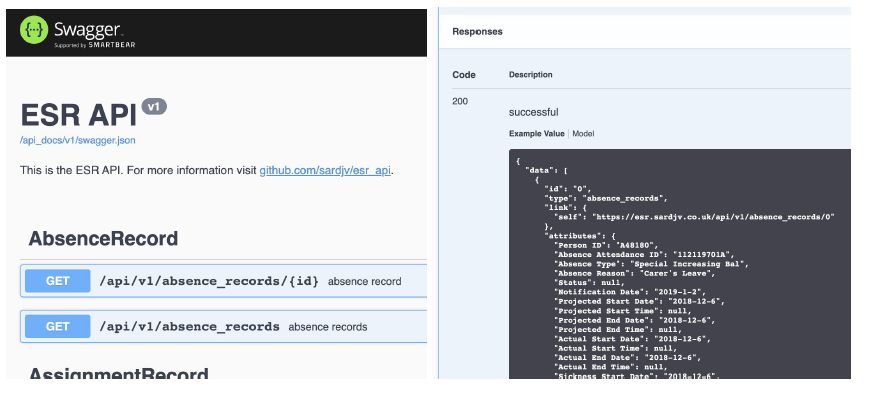 {···} Swagger.
Supported by SMARTBEAR
ESR API v1
/api_docs/v1/swagger.json
This is the ESR API. For more information visit github.com/sardjv/esr_api.
AbsenceRecord
GET /api/v1/absence_records/{id} absence record
GET /api/v1/absence_records absence records
AssignmentRecord
Responses
Code Description
200
successful
Example Value | Model
{
"data": [
{
"id": "0",
"type": "absence_records",
"link": {
"self": "https://esr.sardjv.co.uk/api/v1/absence_records/0"
},
"attributes": {
"Person ID": "A48180",
"Absence Attendance ID": "112119701A",
"Absence Type": "Special Increasing Bal",
"Absence Reason": "Carer's Leave",
"Status": null,
"Notification Date": "2019-1-2",
"Projected Start Date": "2018-12-6",
"Projected Start Time": null,
"Projected End Date": "2018-12-6",
"Projected End Time": null,
"Actual Start Date": "2018-12-6",
"Actual Start Time": null,
"Actual End Date": "2018-12-6",
"Actual End Time": null,
"Sickness Start Date": "2018-12-6",